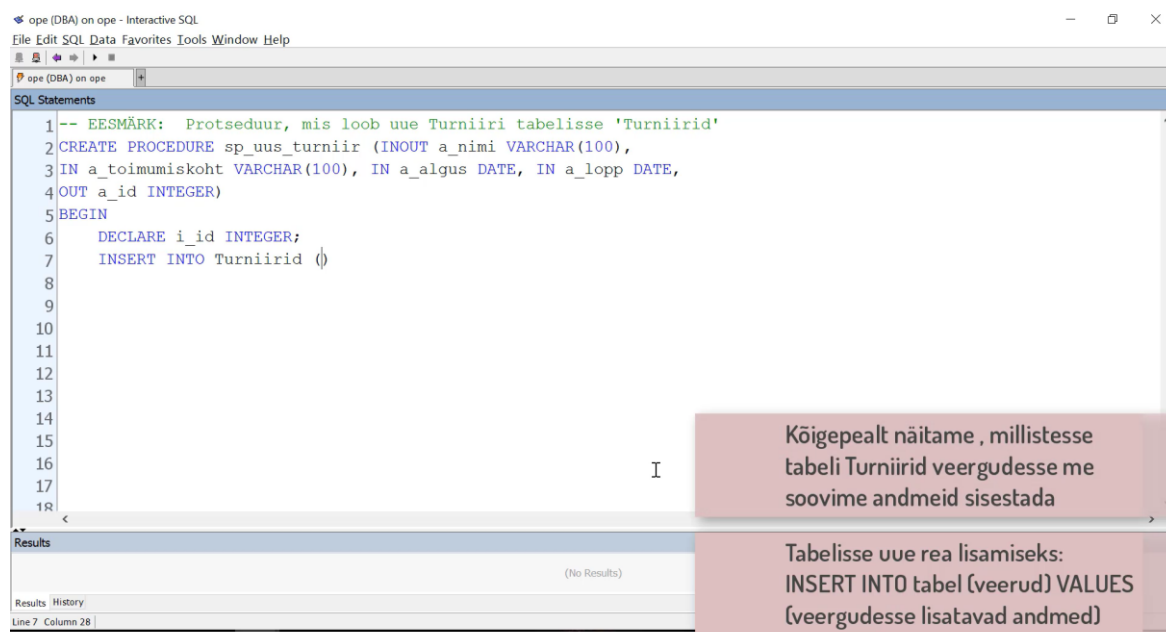 ope (DBA) on ope - Interactive SQL
File Edit SQL Data Favorites Tools Window Help
ope (DBA) on ope
SQL Statements
1 -- EESMÄRK:  Protseduur, mis loob uue Turniiri tabelisse 'Turniirid'
2 CREATE PROCEDURE sp_uus_turniir (INOUT a_nimi VARCHAR(100),
3 IN a_toimumiskoht VARCHAR(100), IN a_algus DATE, IN a_lopp DATE,
4 OUT a_id INTEGER)
5 BEGIN
6 DECLARE i_id INTEGER;
7 INSERT INTO Turniirid ()
8
9
10
11
12
13
14
15
16
17
18
Kõigepealt näitame , millistesse
tabeli Turniirid veergudesse me
soovime andmeid sisestada
Results
(No Results)
Results History
Line 7 Column 28
Tabelisse uue rea lisamiseks:
INSERT INTO tabel (veerud) VALUES
(veergudesse lisatavad andmed)